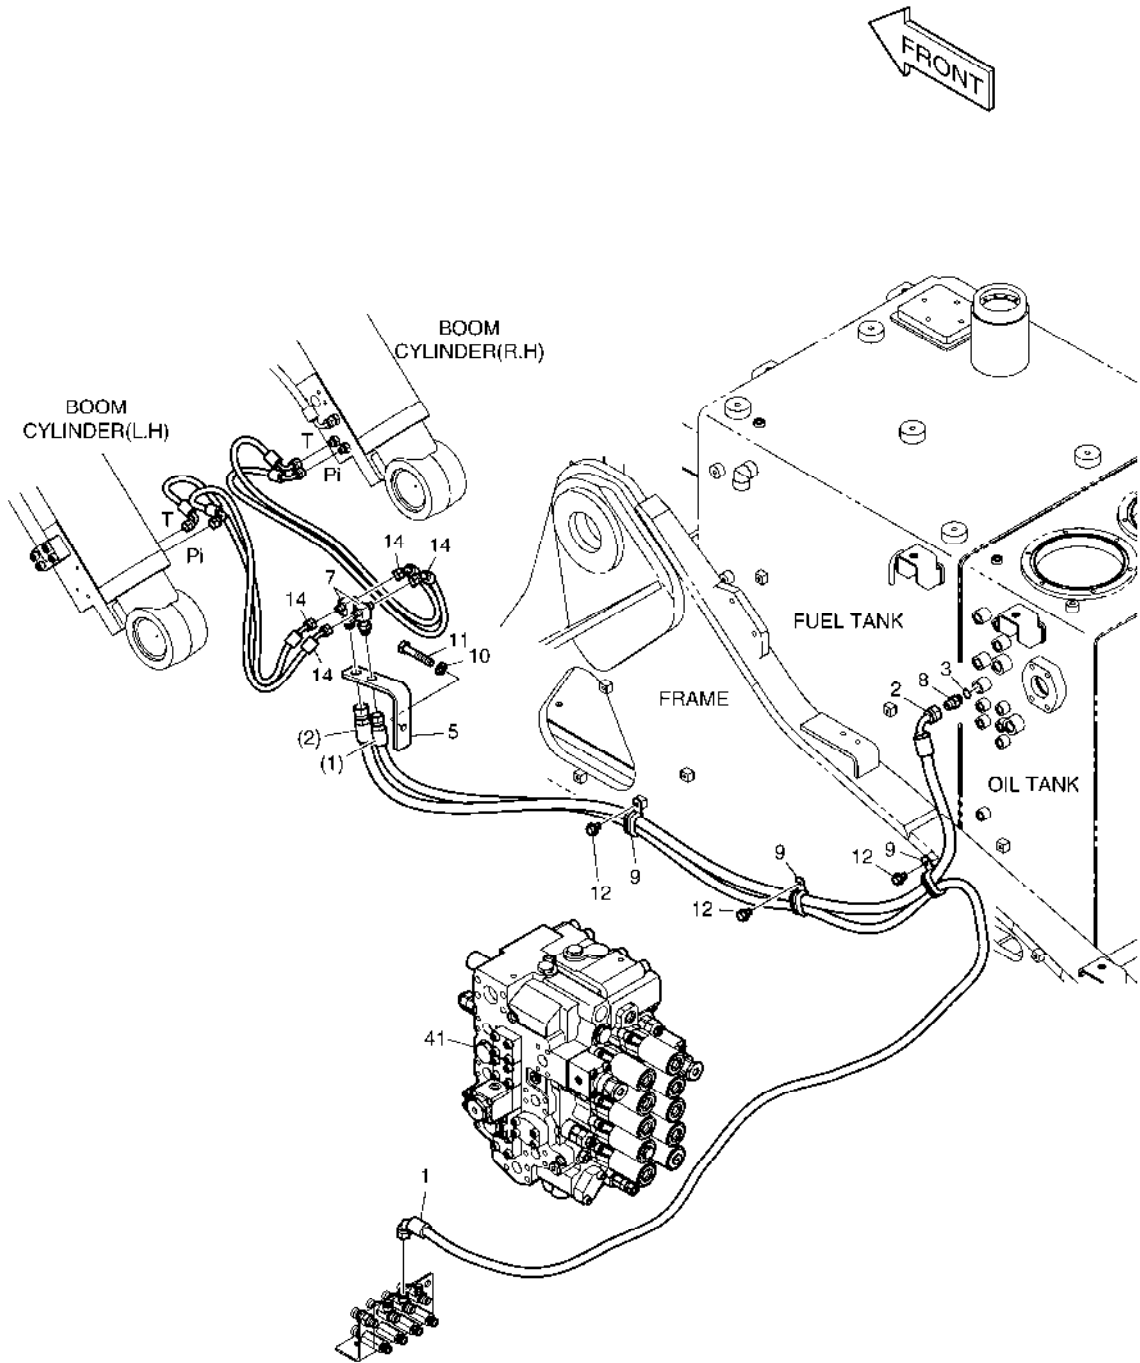 FRONT
BOOM
CYLINDER(R.H)
BOOM
CYLINDER(L.H)
T
Pi
T
Pi
14
14
7
14
11
10
14
FUEL TANK
3
8
2
FRAME
(2)
5
(1)
OIL TANK
9
12
9
12
9
12
41
1